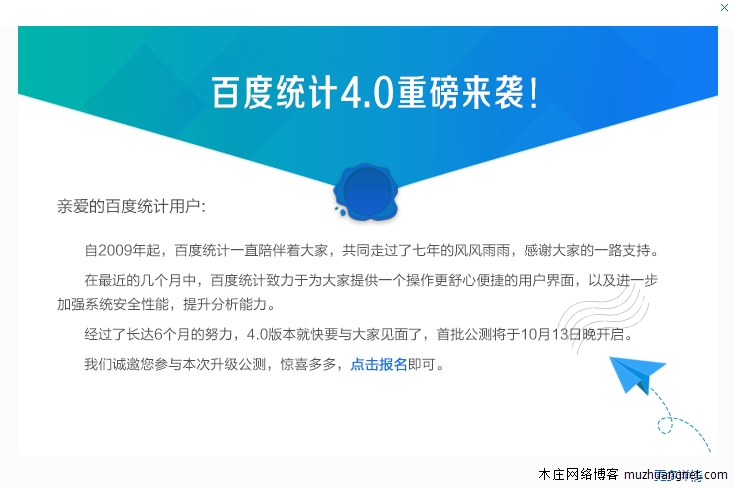 百度统计4.0重磅来袭！
亲爱的百度统计用户：
自2009年起，百度统计一直陪伴着大家，共同走过了七年的风风雨雨，感谢大家的一路支持。
在最近的几个月中，百度统计致力于为大家提供一个操作更舒心便捷的用户界面，以及进一步
加强系统安全性能，提升分析能力。
经过了长达6个月的努力，4.0版本就快要与大家见面了，首批公测将于10月13日晚开启。
我们诚邀您参与本次升级公测，惊喜多多，点击报名即可。
木庄网络博客 muzhuangnet.com